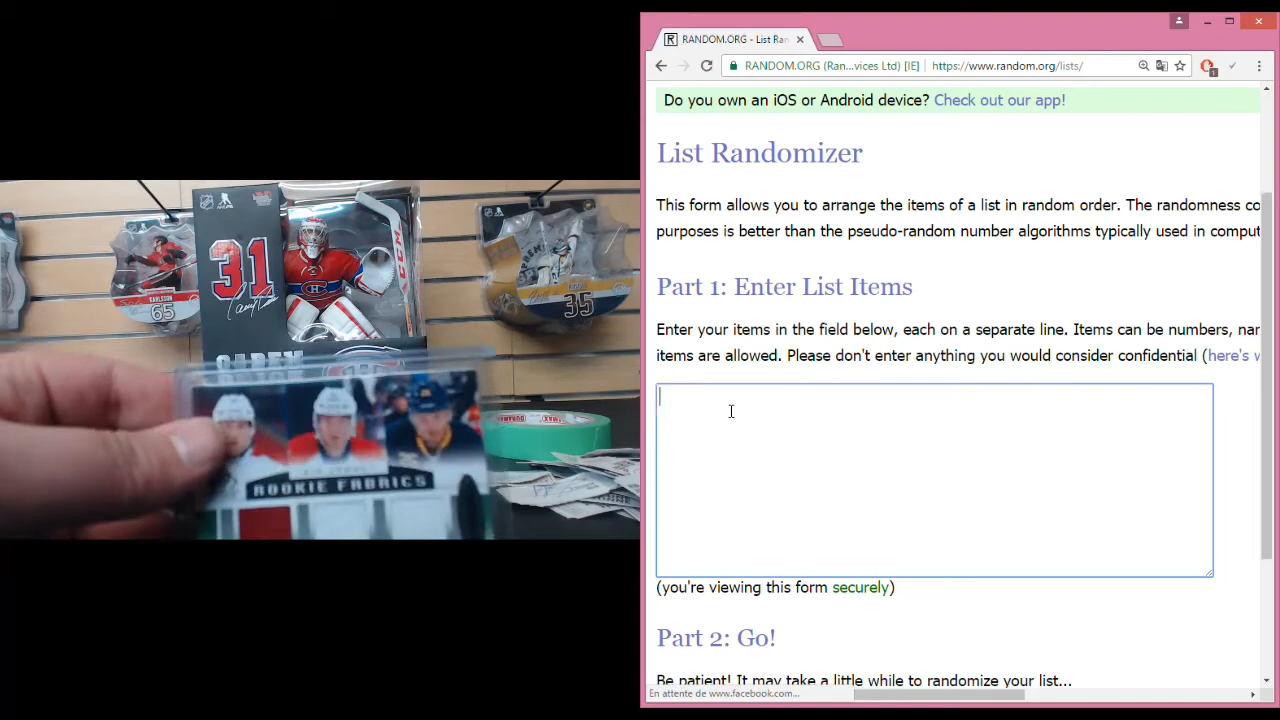 RANDOM.ORG - List Ran
RANDOM.ORG (Ran...vices Ltd) [IE]
https://www.random.org/lists/
Do you own an iOS or Android device? Check out our app!
List Randomizer
This form allows you to arrange the items of a list in random order. The randomness co
purposes is better than the pseudo-random number algorithms typically used in comput
Part 1: Enter List Items
Enter your items in the field below, each on a separate line. Items can be numbers, nar
items are allowed. Please don't enter anything you would consider confidential (here's w
(you're viewing this form securely)
Part 2: Go!
Be patient! It may take a little while to randomize your list...
En attente de www.facebook.com...
31
CCM
KARLSSON
65
35
CAREY
ROOKIE FABRICS